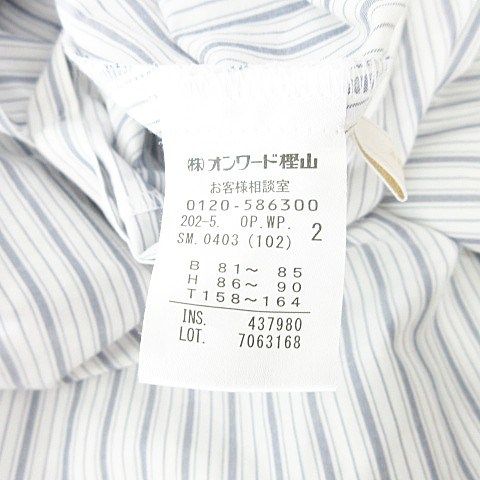 ㈱オンワード樫山
お客様相談室
0120-586300
202-5. OP.WP.
SM.0403(102) 2
B 81～ 85
H 86～ 90
T158～164
INS. 437980
LOT. 7063168